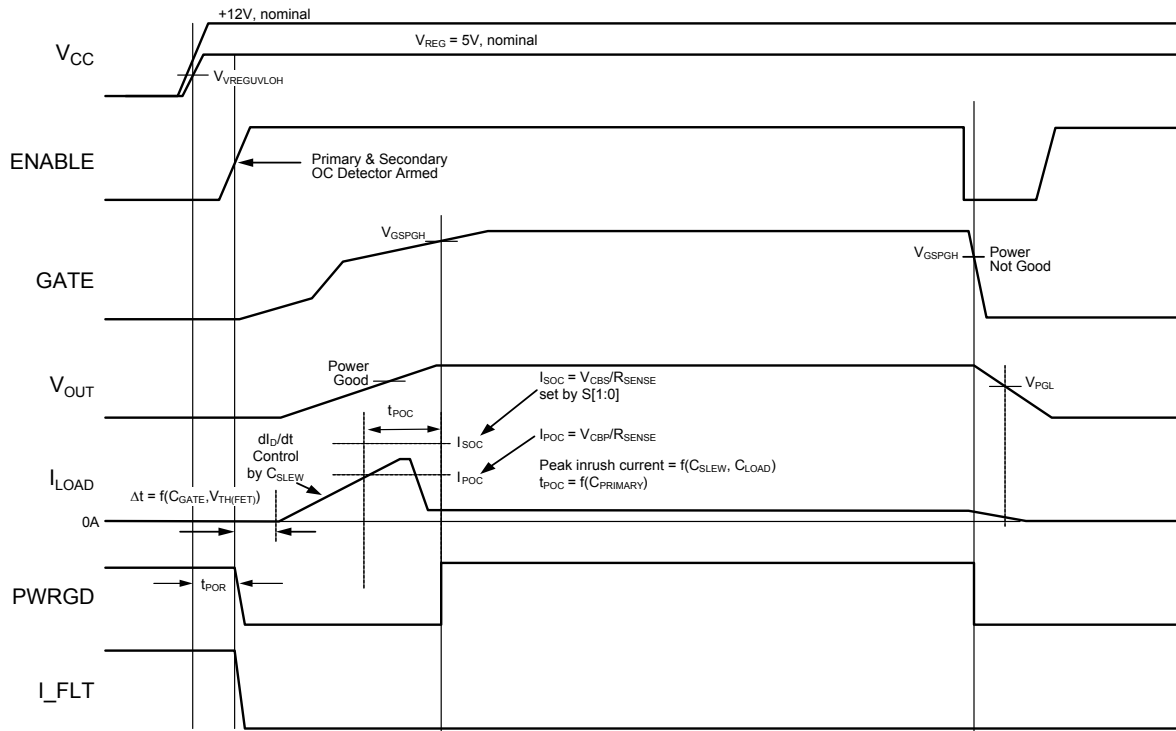 +12V, nominal
V_REG = 5V, nominal
V_CC
V_VREGUVLOH
ENABLE
Primary & Secondary
OC Detector Armed
V_GSPGH
V_GSPGH
Power
Not Good
GATE
Power
Good
V_OUT
I_SOC = V_CBS/R_SENSE
set by S[1:0]
V_PGL
t_POC
I_SOC
I_POC = V_CBP/R_SENSE
dI_D/dt
Control
by C_SLEW
I_POC
Peak inrush current = f(C_SLEW, C_LOAD)
t_POC = f(C_PRIMARY)
I_LOAD
Δt = f(C_GATE,V_TH(FET))
0A
t_POR
PWRGD
I_FLT